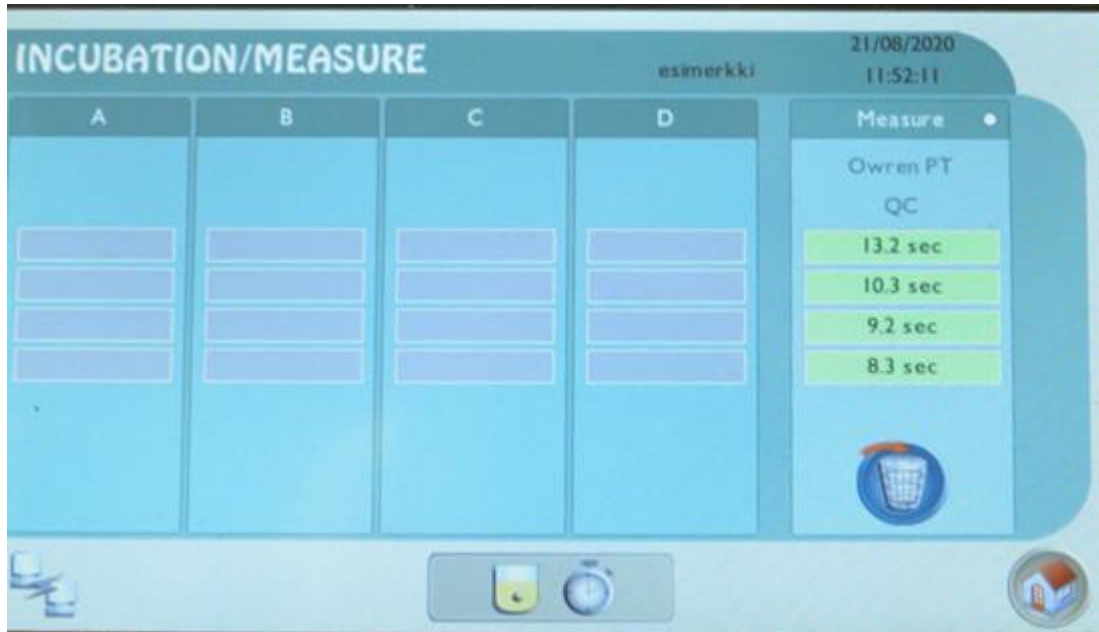 INCUBATION/MEASURE
esimerkki
21/08/2020
11:52:11
A
B
C
D
Measure
Owren PT
QC
13.2 sec
10.3 sec
9.2 sec
8.3 sec